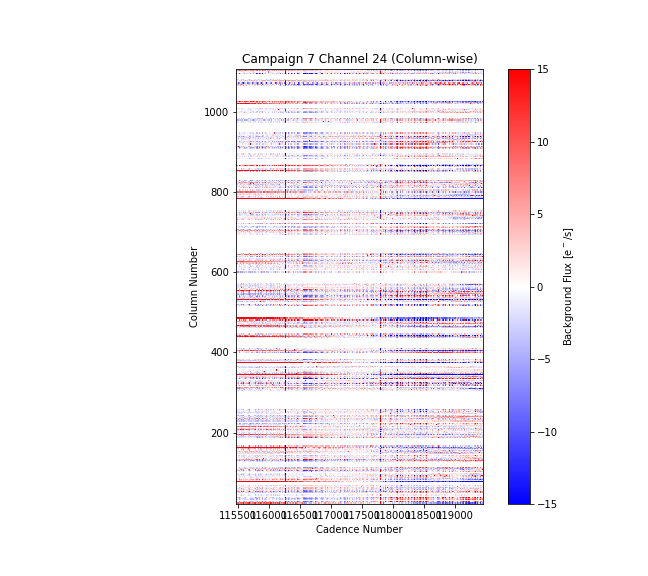 Campaign 7 Channel 24 (Column-wise)
1000
800
600
400
200
Column Number
115500 116000 116500 117000 117500 118000 118500 119000
Cadence Number
15
10
5
0
−5
−10
−15
Background Flux [e⁻/s]